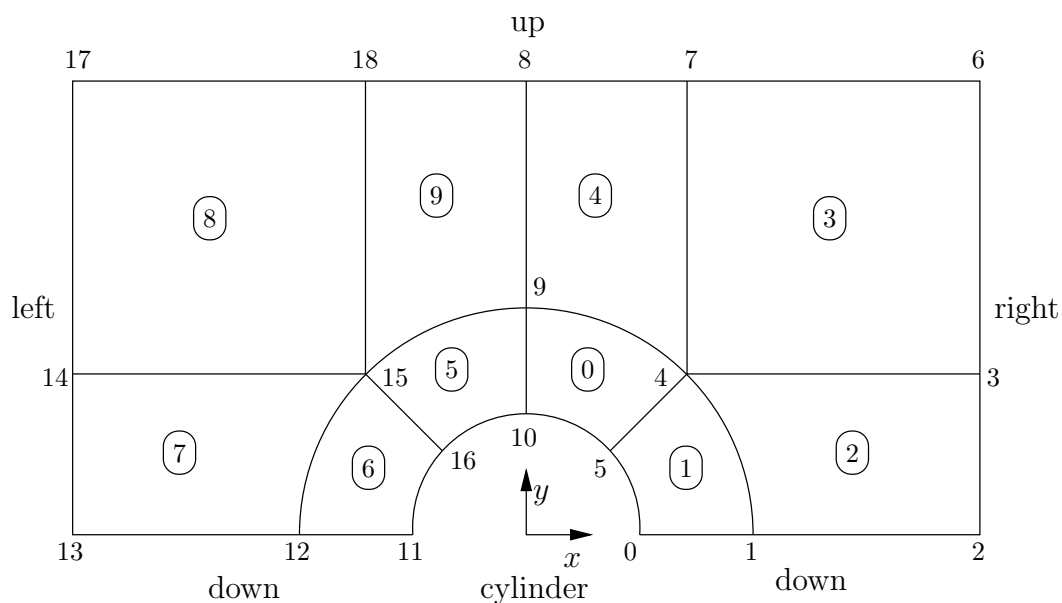 up
17 18 8 7 6
9 4
8 3
9
left right
14 15 5 0 4 3
10
7 6 16 5 1 2
y
13 12 11 x 0 1 2
down cylinder down